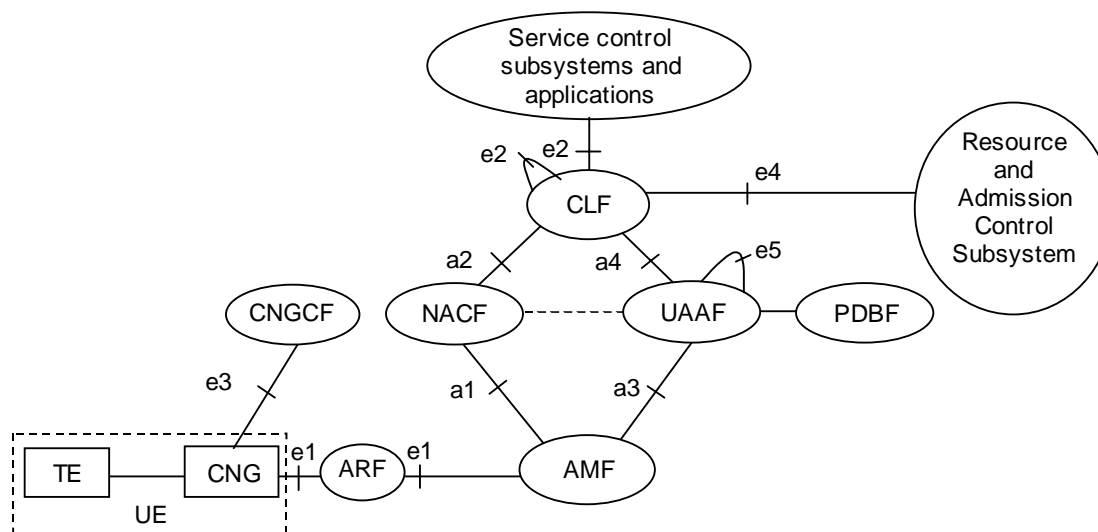 Service control
subsystems and
applications
e2
e2
e4
Resource
and
Admission
Control
Subsystem
CLF
a2
a4
e5
CNGCF
NACF
UAAF
PDBF
e3
a1
a3
TE
CNG
e1
ARF
e1
AMF
UE